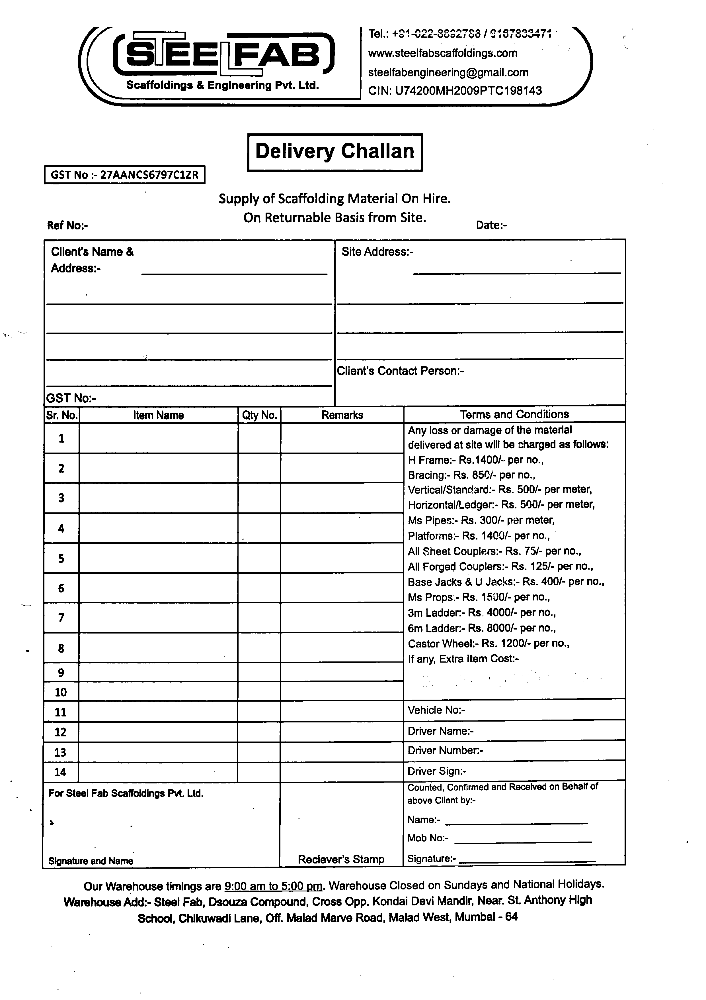 STEELFAB
Scaffoldings & Engineering Pvt. Ltd.
Tel.: +91-022-8892786 / 9167833471
www.steelfabscaffoldings.com
steelfabengineering@gmail.com
CIN: U74200MH2009PTC198143
Delivery Challan
GST No :- 27AANCS6797C1ZR
Supply of Scaffolding Material On Hire.
On Returnable Basis from Site.
Ref No:-
Date:-
Client's Name &
Address:-
GST No:-
Site Address:-
Client's Contact Person:-
Sr. No. Item Name Qty No. Remarks Terms and Conditions
1
2
3
4
5
6
7
8
9
10
11
12
13
14
Any loss or damage of the material
delivered at site will be charged as follows:
H Frame:- Rs.1400/- per no.,
Bracing:- Rs. 850/- per no.,
Vertical/Standard:- Rs. 500/- per meter,
Horizontal/Ledger:- Rs. 500/- per meter,
Ms Pipes:- Rs. 300/- per meter,
Platforms:- Rs. 1400/- per no.,
All Sheet Couplers:- Rs. 75/- per no.,
All Forged Couplers:- Rs. 125/- per no.,
Base Jacks & U Jacks:- Rs. 400/- per no.,
Ms Props:- Rs. 1500/- per no.,
3m Ladder:- Rs. 4000/- per no.,
6m Ladder:- Rs. 8000/- per no.,
Castor Wheel:- Rs. 1200/- per no.,
If any, Extra Item Cost:-
Vehicle No:-
Driver Name:-
Driver Number:-
Driver Sign:-
For Steel Fab Scaffoldings Pvt. Ltd.
Signature and Name
Reciever's Stamp
Counted, Confirmed and Received on Behalf of
above Client by:-
Name:-
Mob No:-
Signature:-
Our Warehouse timings are 9:00 am to 5:00 pm. Warehouse Closed on Sundays and National Holidays.
Warehouse Add:- Steel Fab, Dsouza Compound, Cross Opp. Kondai Devi Mandir, Near. St. Anthony High
School, Chikuwadi Lane, Off. Malad Marve Road, Malad West, Mumbai - 64